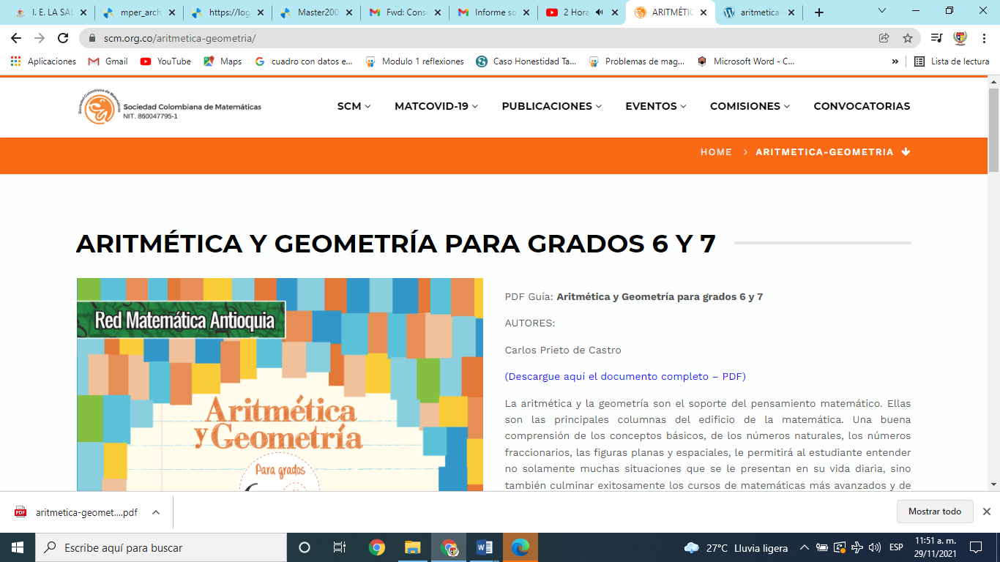 I. E. LA SAL
mper_arch
https://log
Master200
Fwd: Cons
Informe so
2 Hora
ARITMÉTIC
aritmetica-
scm.org.co/aritmetica-geometria/
Aplicaciones
Gmail
YouTube
Maps
cuadro con datos e...
Modulo 1 reflexiones
Caso Honestidad Ta...
Problemas de mag...
Microsoft Word - C...
»
Lista de lectura
Sociedad Colombiana de Matemáticas
Sociedad Colombiana de Matemáticas
NIT. 860047795-1
SCM
MATCOVID-19
PUBLICACIONES
EVENTOS
COMISIONES
CONVOCATORIAS
HOME > ARITMETICA-GEOMETRIA
ARITMÉTICA Y GEOMETRÍA PARA GRADOS 6 Y 7
Red Matemática Antioquia
Aritmética
y Geometría
Para grados
PDF Guía: Aritmética y Geometría para grados 6 y 7
AUTORES:
Carlos Prieto de Castro
(Descargue aquí el documento completo – PDF)
La aritmética y la geometría son el soporte del pensamiento matemático. Ellas
son las principales columnas del edificio de la matemática. Una buena
comprensión de los conceptos básicos, de los números naturales, los números
fraccionarios, las figuras planas y espaciales, le permitirá al estudiante entender
no solamente muchas situaciones que se le presentan en su vida diaria, sino
también culminar exitosamente los cursos de matemáticas más avanzados y de
PDF
aritmetica-geomet....pdf
Mostrar todo
Escribe aquí para buscar
27°C Lluvia ligera
ESP
11:51 a. m.
29/11/2021